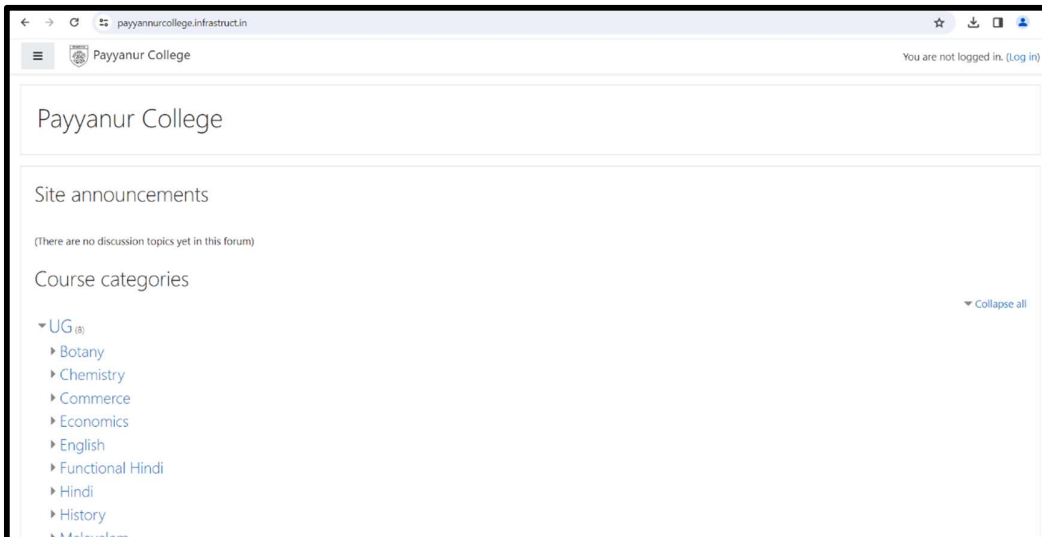 payyannurcollege.infrastruct.in
Payyanur College
You are not logged in. (Log in)
Payyanur College
Site announcements
(There are no discussion topics yet in this forum)
Course categories
Collapse all
UG (8)
Botany
Chemistry
Commerce
Economics
English
Functional Hindi
Hindi
History